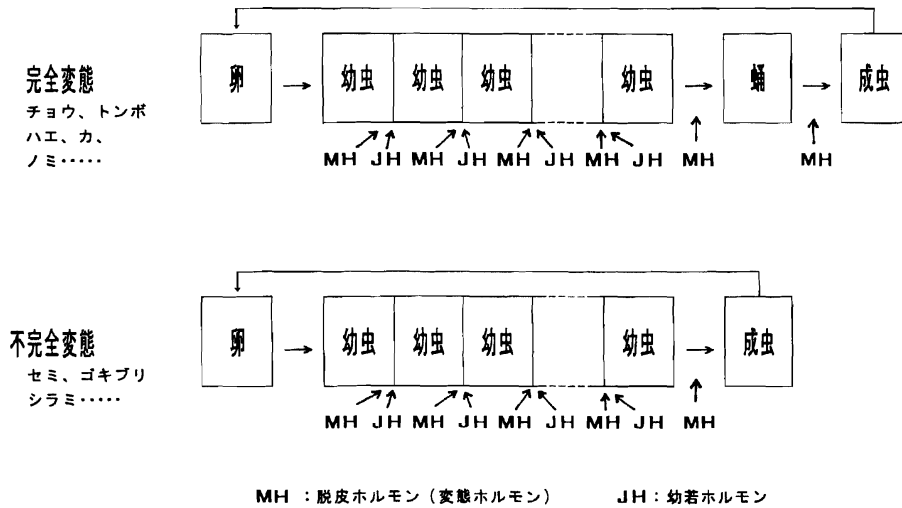 完全変態
チョウ、トンボ
ハエ、カ、
ノミ・・・・・
卵 → 幼虫 幼虫 幼虫 幼虫 → 蛹 → 成虫
MH JH MH JH MH JH MH JH MH MH
不完全変態
セミ、ゴキブリ
シラミ・・・・・
卵 → 幼虫 幼虫 幼虫 幼虫 → 成虫
MH JH MH JH MH JH MH JH MH
MH : 脱皮ホルモン (変態ホルモン) JH : 幼若ホルモン